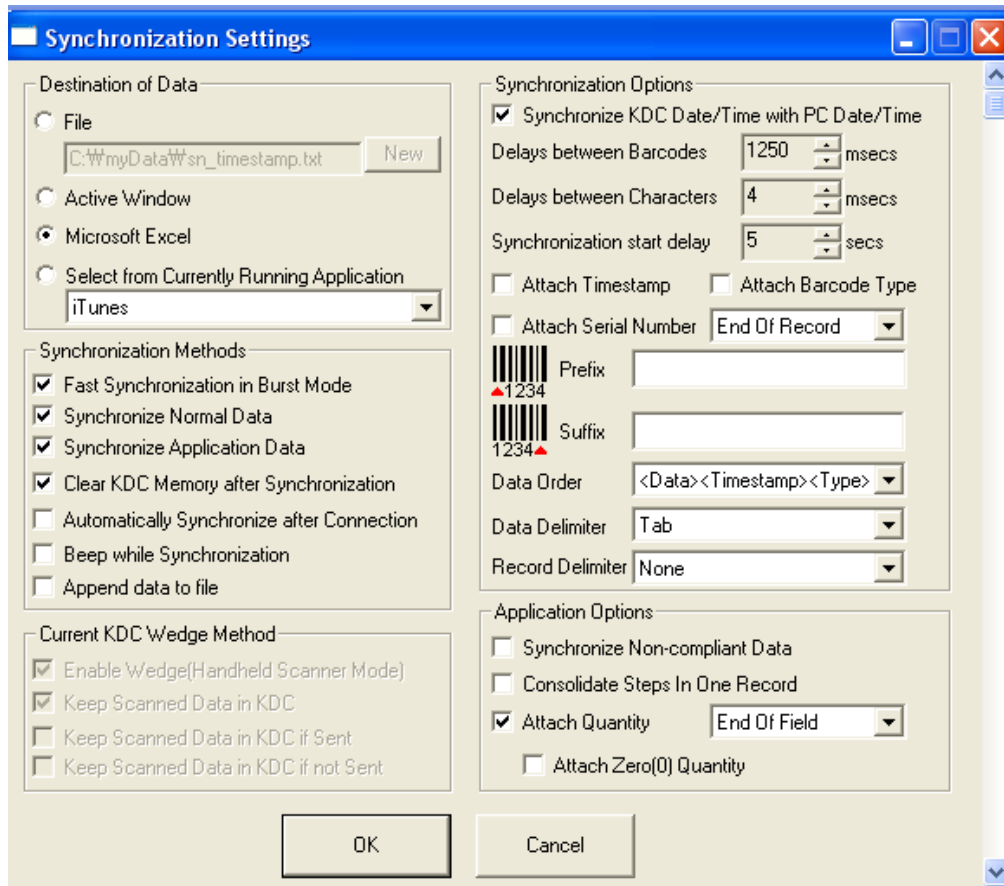 Synchronization Settings
Destination of Data
File
C:₩myData₩sn_timestamp.txt New
Active Window
Microsoft Excel
Select from Currently Running Application
iTunes
Synchronization Methods
Fast Synchronization in Burst Mode
Synchronize Normal Data
Synchronize Application Data
Clear KDC Memory after Synchronization
Automatically Synchronize after Connection
Beep while Synchronization
Append data to file
Current KDC Wedge Method
Enable Wedge(Handheld Scanner Mode)
Keep Scanned Data in KDC
Keep Scanned Data in KDC if Sent
Keep Scanned Data in KDC if not Sent
Synchronization Options
Synchronize KDC Date/Time with PC Date/Time
Delays between Barcodes 1250 msecs
Delays between Characters 4 msecs
Synchronization start delay 5 secs
Attach Timestamp Attach Barcode Type
Attach Serial Number End Of Record
1234 Prefix
1234 Suffix
Data Order <Data><Timestamp><Type>
Data Delimiter Tab
Record Delimiter None
Application Options
Synchronize Non-compliant Data
Consolidate Steps In One Record
Attach Quantity End Of Field
Attach Zero(0) Quantity
OK Cancel